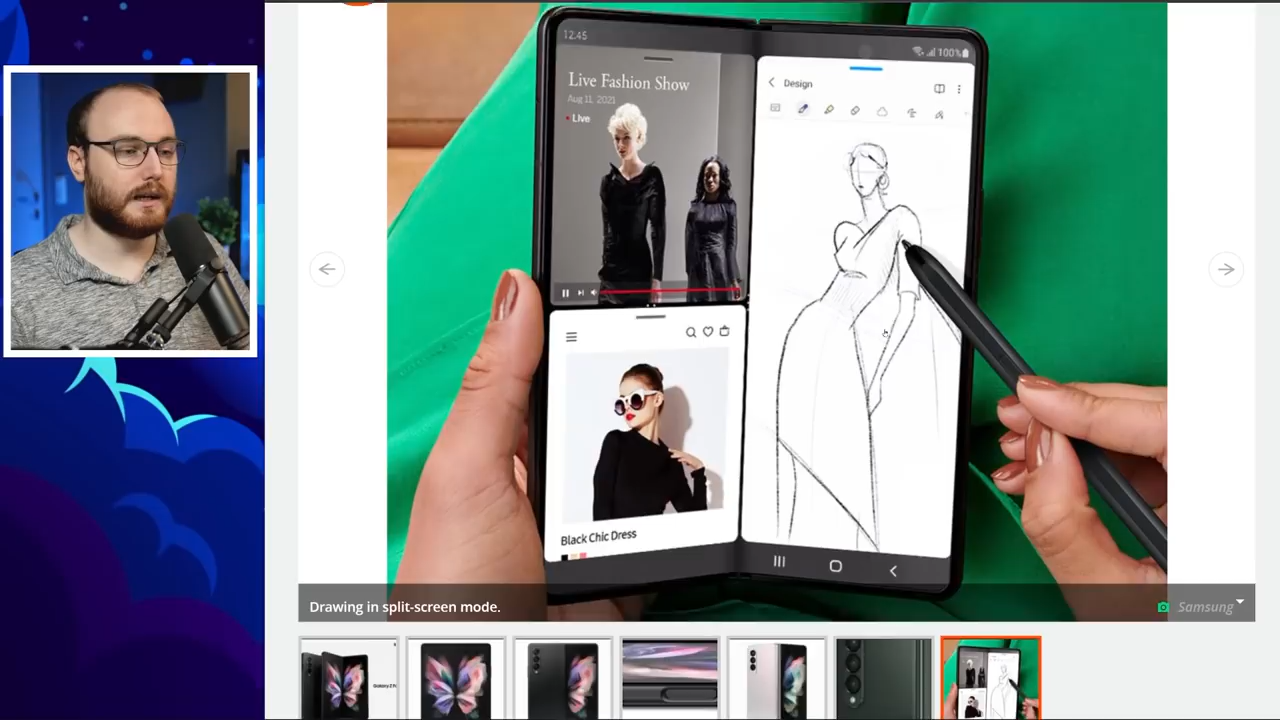 12:45
100%
Live Fashion Show
Aug 11, 2021
Live
Design
Black Chic Dress
Drawing in split-screen mode.
Samsung